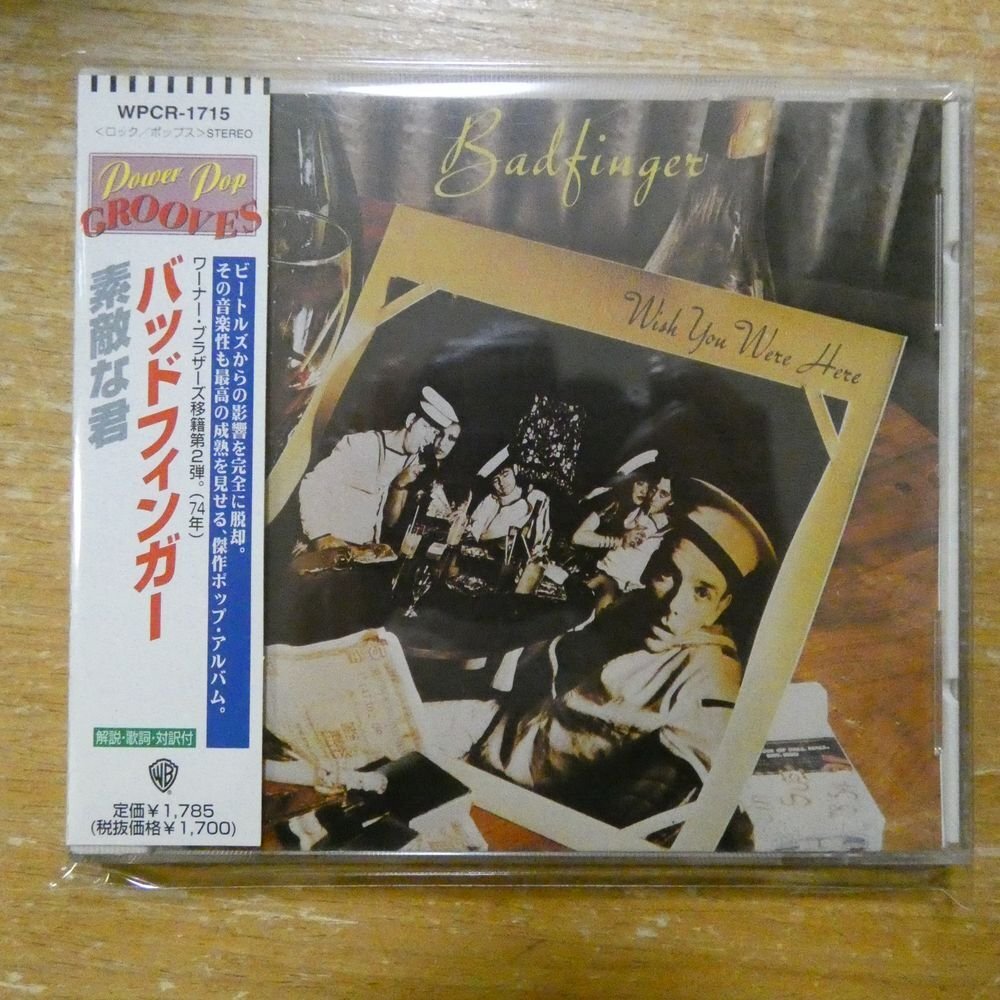 WPCR-1715
<ロック／ポップス>STEREO
Power Pop
GROOVES
ビートルズからの影響を完全に脱却。
その音楽性も最高の成熟を見せる、傑作ポップ・アルバム。
ワーナー・ブラザーズ移籍第2弾。(74年)
バッドフィンガー
素敵な君
解説・歌詞・対訳付
WB
定価￥1,785
(税抜価格￥1,700)
Badfinger
Wish You Were Here